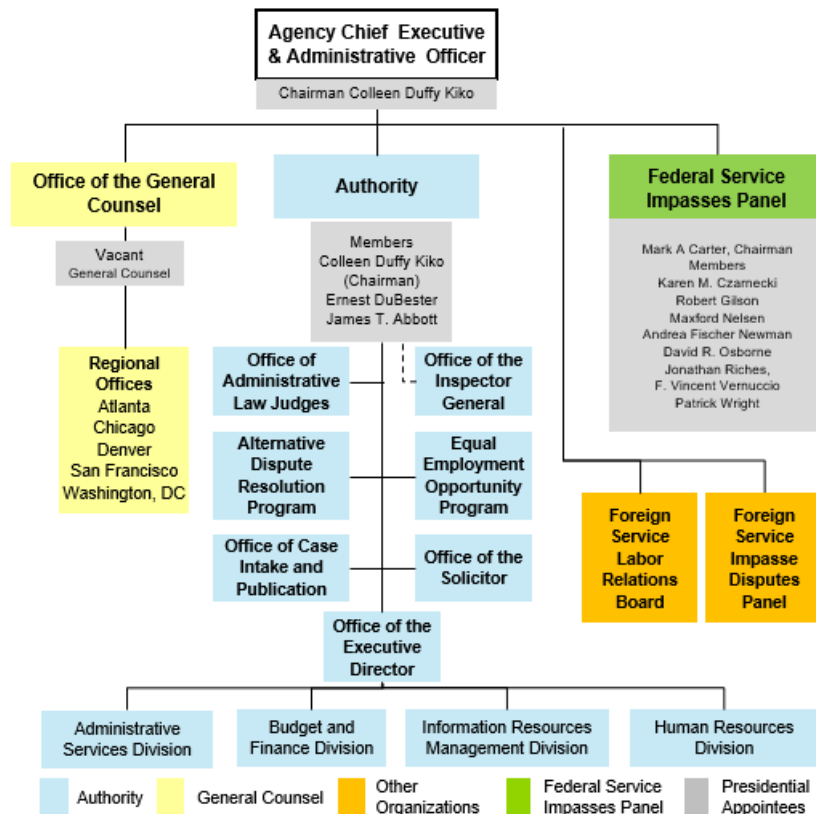 Agency Chief Executive
& Administrative Officer
Chairman Colleen Duffy Kiko
Office of the General
Counsel
Vacant
General Counsel
Regional
Offices
Atlanta
Chicago
Denver
San Francisco
Washington, DC
Authority
Members
Colleen Duffy Kiko
(Chairman)
Ernest DuBester
James T. Abbott
Office of
Administrative
Law Judges
Office of the
Inspector
General
Alternative
Dispute
Resolution
Program
Equal
Employment
Opportunity
Program
Office of Case
Intake and
Publication
Office of the
Solicitor
Office of the
Executive
Director
Administrative
Services Division
Budget and
Finance Division
Information Resources
Management Division
Human Resources
Division
Federal Service
Impasses Panel
Mark A Carter, Chairman
Members
Karen M. Czarnecki
Robert Gilson
Maxford Nelsen
Andrea Fischer Newman
David R. Osborne
Jonathan Riches,
F. Vincent Vernuccio
Patrick Wright
Foreign
Service
Labor
Relations
Board
Foreign
Service
Impasse
Disputes
Panel
Authority
General Counsel
Other
Organizations
Federal Service
Impasses Panel
Presidential
Appointees